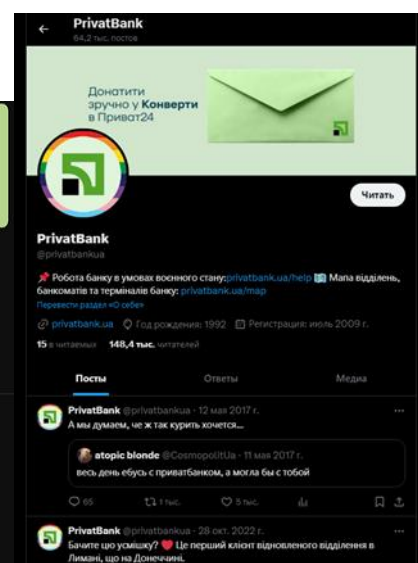 PrivatBank
64,2 тыс. постов
Донатити
зручно у Конверти
в Приват24
Читать
PrivatBank
@privatbankua
📌 Робота банку в умовах воєнного стану:privatbank.ua/help 🗺 Мапа відділень,
банкоматів та терміналів банку: privatbank.ua/map
Перевести раздел «О себе»
privatbank.ua Год рождения: 1992 Регистрация: июль 2009 г.
15 в читаемых 148,4 тыс. читателей
Посты Ответы Медиа
PrivatBank @privatbankua · 12 мая 2017 г.
А мы думаем, че ж так курить хочется...
atopic blonde @CosmopolitUa · 11 мая 2017 г.
весь день ебусь с приватбанком, а могла бы с тобой
65 1 тыс. 5 тыс.
PrivatBank @privatbankua · 28 окт. 2022 г.
Бачите цю усмішку? ❤️ Це перший клієнт відновленого відділення в
Лимані, що на Донеччині.